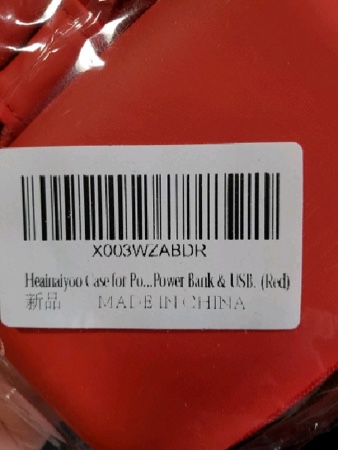 X003WZABDR
Heainaiyoo Case for Po...Power Bank & USB. (Red)
新品 MADE IN CHINA